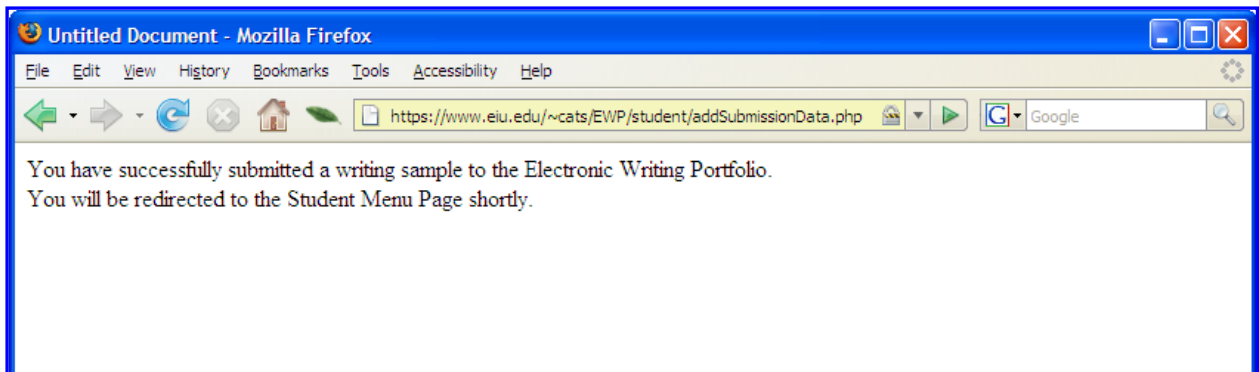 Untitled Document - Mozilla Firefox
File Edit View History Bookmarks Tools Accessibility Help
https://www.eiu.edu/~cats/EWP/student/addSubmissionData.php G Google
You have successfully submitted a writing sample to the Electronic Writing Portfolio.
You will be redirected to the Student Menu Page shortly.